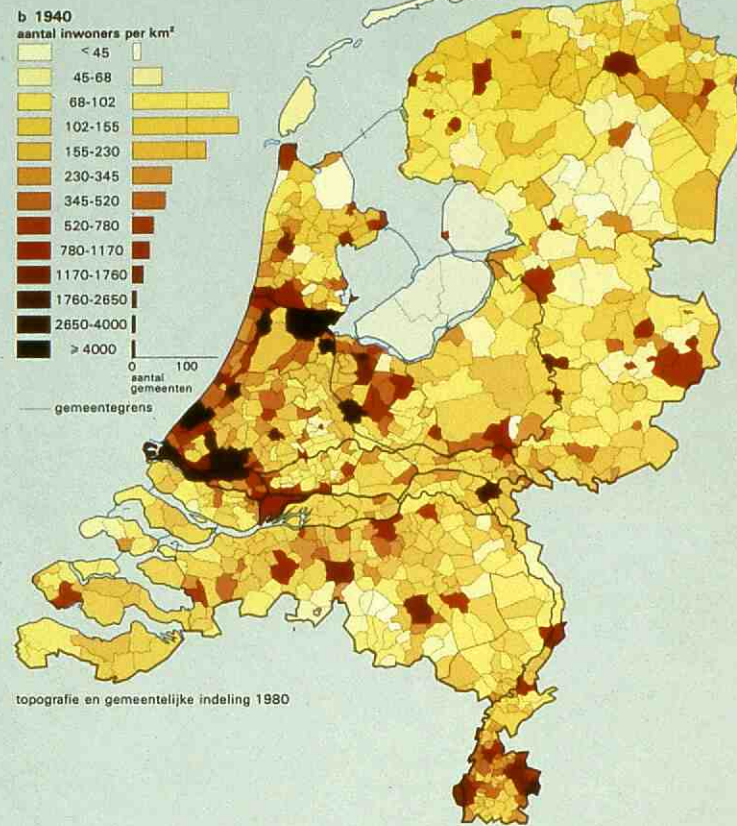 b 1940
aantal inwoners per km²
< 45
45-68
68-102
102-155
155-230
230-345
345-520
520-780
780-1170
1170-1760
1760-2650
2650-4000
⩾ 4000
0 100
aantal
gemeenten
gemeentegrens
topografie en gemeentelijke indeling 1980